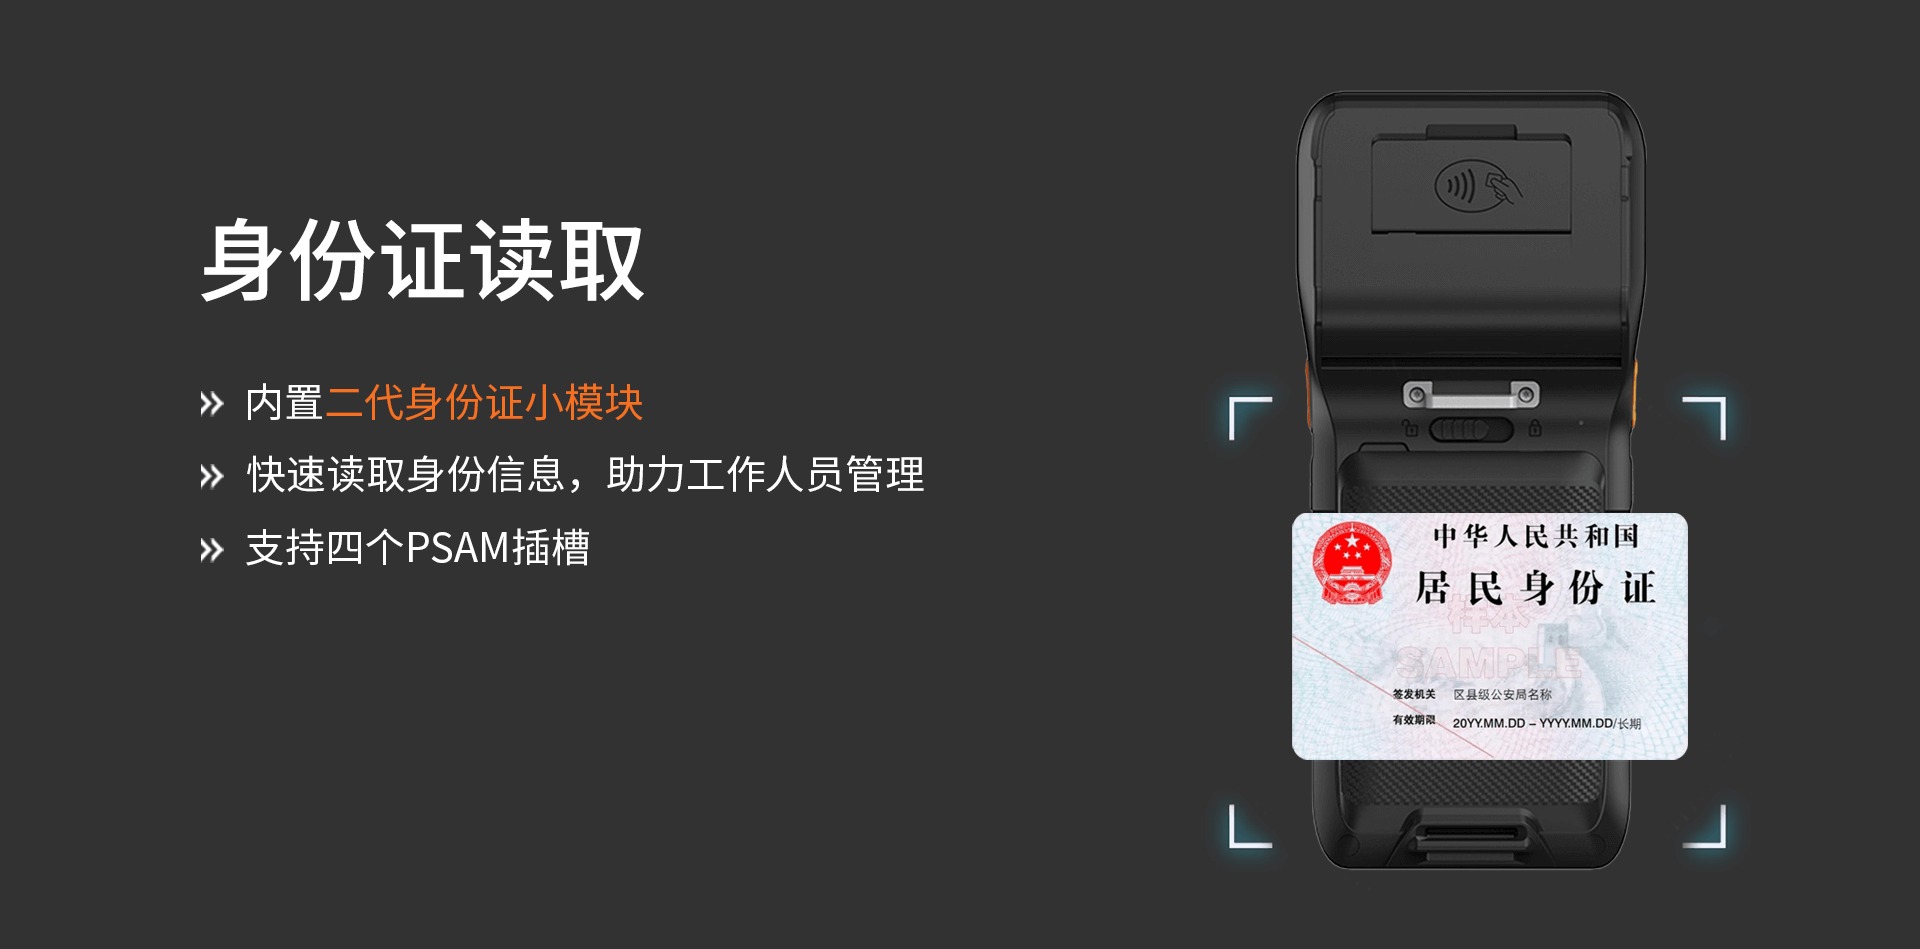 身份证读取
内置二代身份证小模块
快速读取身份信息，助力工作人员管理
支持四个PSAM插槽
中华人民共和国
居民身份证
样本
SAMPLE
签发机关 区县级公安局名称
有效期限 20YY.MM.DD – YYYY.MM.DD/长期